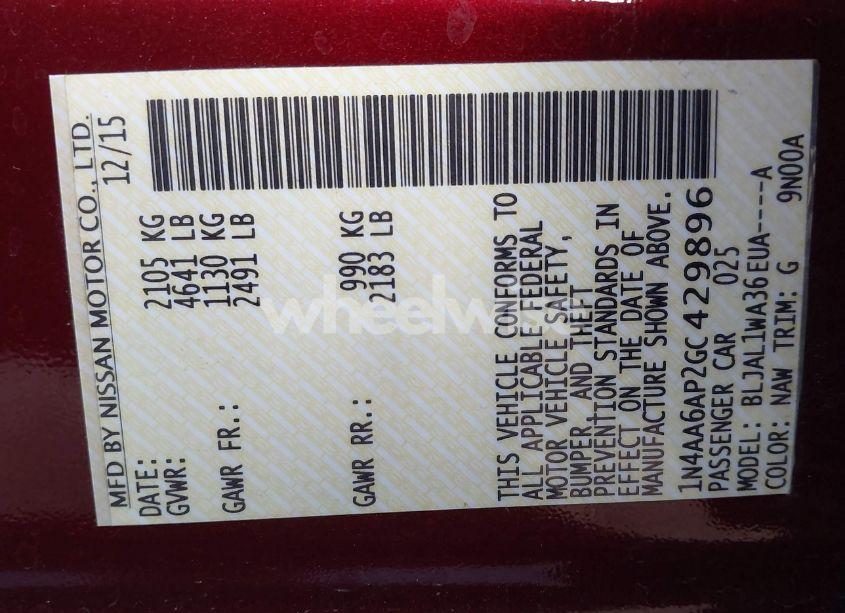 MFD BY NISSAN MOTOR CO., LTD.
DATE: 12/15
GVWR: 2105 KG
4641 LB
GAWR FR.: 1130 KG
2491 LB
GAWR RR.: 990 KG
2183 LB
THIS VEHICLE CONFORMS TO
ALL APPLICABLE FEDERAL
MOTOR VEHICLE SAFETY,
BUMPER, AND THEFT
PREVENTION STANDARDS IN
EFFECT ON THE DATE OF
MANUFACTURE SHOWN ABOVE.
1N4AA6AP2GC429896
PASSENGER CAR 025
MODEL: BLJAL1WA36EUA----A
COLOR: NAW TRIM: G 9N00A
wheelwise